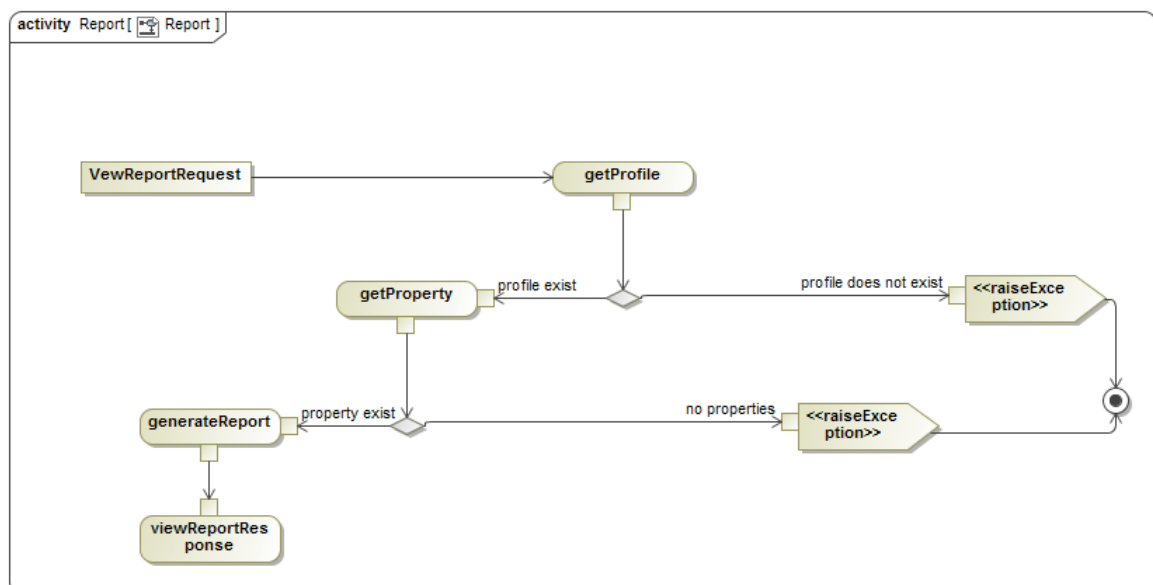 activity Report [ Report ]
VewReportRequest
getProfile
profile exist
profile does not exist
getProperty
<<raiseExce
ption>>
property exist
no properties
generateReport
<<raiseExce
ption>>
viewReportRes
ponse